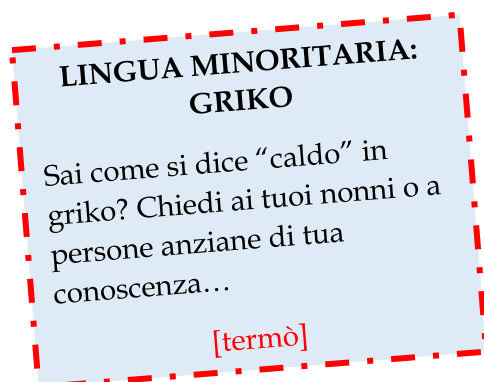 LINGUA MINORITARIA:
GRIKO
Sai come si dice “caldo” in
griko? Chiedi ai tuoi nonni o a
persone anziane di tua
conoscenza…
[termò]